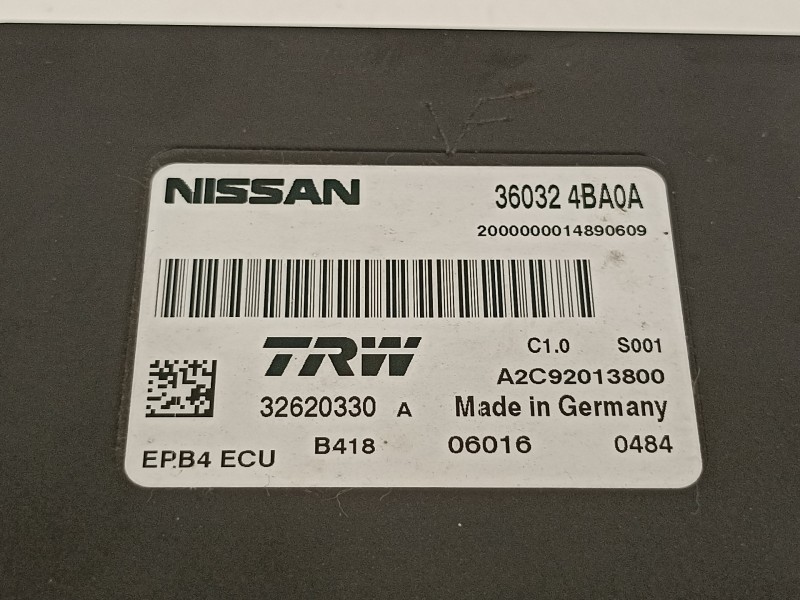 NISSAN 36032 4BA0A
2000000014890609
TRW C1.0 S001
A2C92013800
32620330 A Made in Germany
EPB4 ECU B418 06016 0484